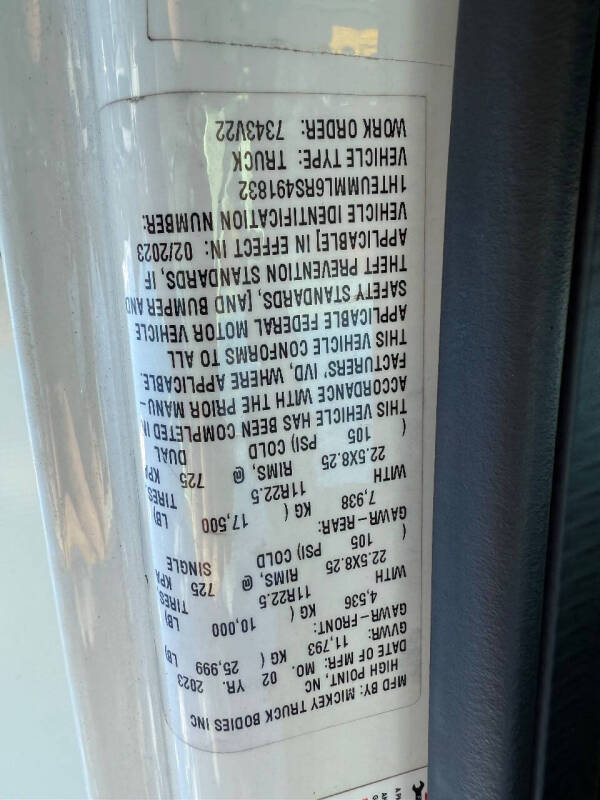 MFD BY: MICKEY TRUCK BODIES INC
HIGH POINT, NC
DATE OF MFR: MO. 02 YR. 2023
GVWR: 11,793 KG ( 25,999 LB)
GAWR-FRONT:
4,536 KG ( 10,000 LB)
WITH 11R22.5 TIRES,
22.5X8.25 RIMS, @ 725 KPA
( 105 PSI) COLD SINGLE
GAWR-REAR:
7,938 KG ( 17,500 LB)
WITH 11R22.5 TIRES,
22.5X8.25 RIMS, @ 725 KPA
( 105 PSI) COLD DUAL
THIS VEHICLE HAS BEEN COMPLETED IN
ACCORDANCE WITH THE PRIOR MANU-
FACTURERS' IVD, WHERE APPLICABLE.
THIS VEHICLE CONFORMS TO ALL
APPLICABLE FEDERAL MOTOR VEHICLE
SAFETY STANDARDS, [AND BUMPER AND
THEFT PREVENTION STANDARDS, IF
APPLICABLE] IN EFFECT IN: 02/2023
VEHICLE IDENTIFICATION NUMBER:
1HTEUMML6RS491832
VEHICLE TYPE: TRUCK
WORK ORDER: 7343V22